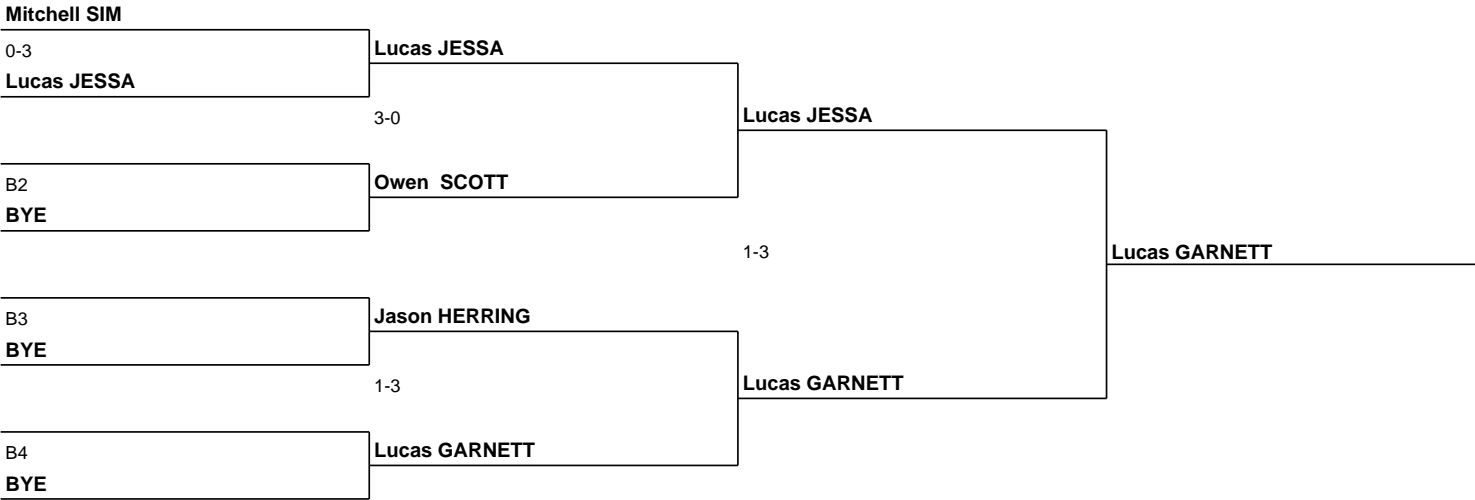 Mitchell SIM
0-3
Lucas JESSA
Lucas JESSA
3-0
Lucas JESSA
B2
Owen  SCOTT
BYE
1-3
Lucas GARNETT
B3
Jason HERRING
BYE
1-3
Lucas GARNETT
B4
Lucas GARNETT
BYE